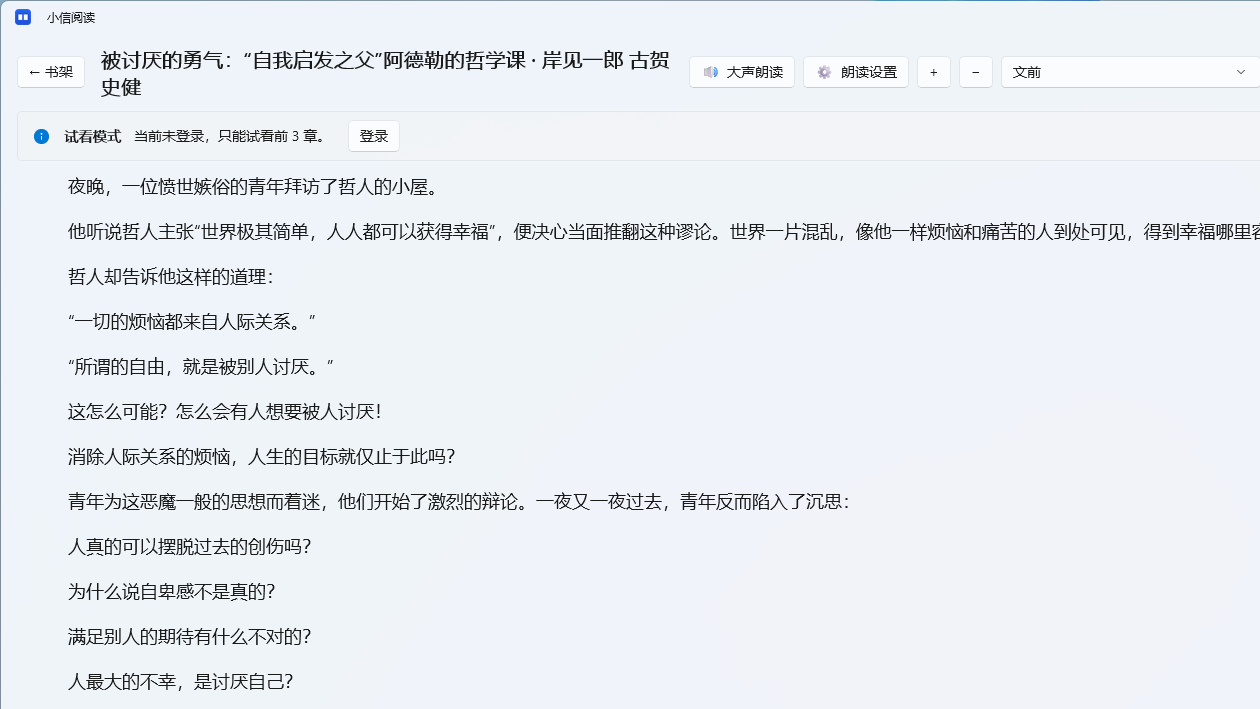 小信阅读
← 书架
被讨厌的勇气：“自我启发之父”阿德勒的哲学课 · 岸见一郎 古贺
史健
大声朗读
朗读设置
+
−
文前
试看模式 当前未登录，只能试看前 3 章。
登录
夜晚，一位愤世嫉俗的青年拜访了哲人的小屋。
他听说哲人主张“世界极其简单，人人都可以获得幸福”，便决心当面推翻这种谬论。世界一片混乱，像他一样烦恼和痛苦的人到处可见，得到幸福哪里
哲人却告诉他这样的道理：
“一切的烦恼都来自人际关系。”
“所谓的自由，就是被别人讨厌。”
这怎么可能？怎么会有人想要被人讨厌！
消除人际关系的烦恼，人生的目标就仅止于此吗？
青年为这恶魔一般的思想而着迷，他们开始了激烈的辩论。一夜又一夜过去，青年反而陷入了沉思：
人真的可以摆脱过去的创伤吗？
为什么说自卑感不是真的？
满足别人的期待有什么不对的？
人最大的不幸，是讨厌自己？